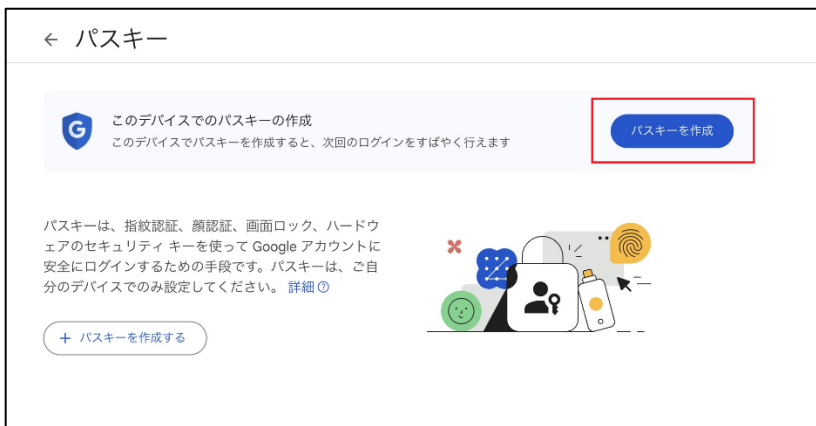 ← パスキー
このデバイスでのパスキーの作成
このデバイスでパスキーを作成すると、次回のログインをすばやく行えます
パスキーを作成
パスキーは、指紋認証、顔認証、画面ロック、ハードウ
ェアのセキュリティ キーを使って Google アカウントに
安全にログインするための手段です。パスキーは、ご自
分のデバイスでのみ設定してください。 詳細
+ パスキーを作成する